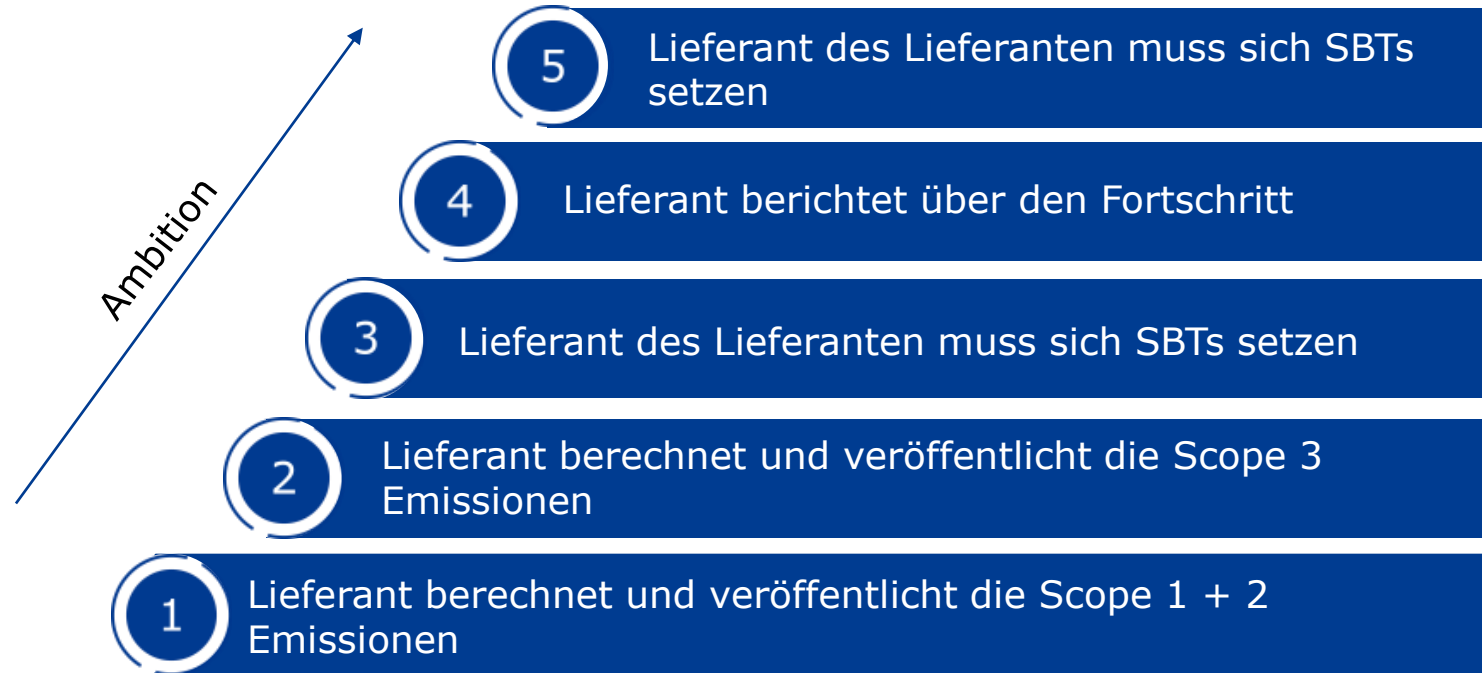 5
Lieferant des Lieferanten muss sich SBTs
setzen
4
Lieferant berichtet über den Fortschritt
Ambition
3
Lieferant des Lieferanten muss sich SBTs setzen
2
Lieferant berechnet und veröffentlicht die Scope 3
Emissionen
1
Lieferant berechnet und veröffentlicht die Scope 1 + 2
Emissionen